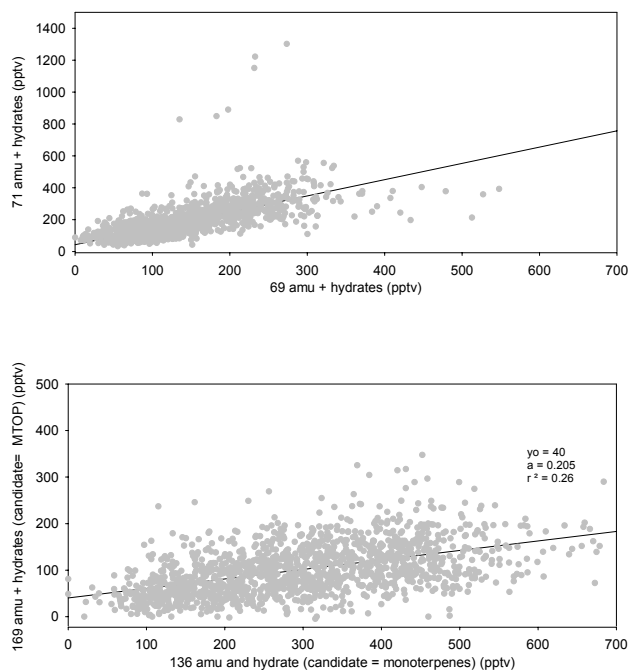 1400
1200
1000
800
600
400
200
0
71 amu + hydrates (pptv)
0 100 200 300 400 500 600 700
69 amu + hydrates (pptv)
500
400
300
200
100
0
169 amu + hydrates (candidate= MTOP) (pptv)
yo = 40
a = 0.205
r ² = 0.26
0 100 200 300 400 500 600 700
136 amu and hydrate (candidate = monoterpenes) (pptv)